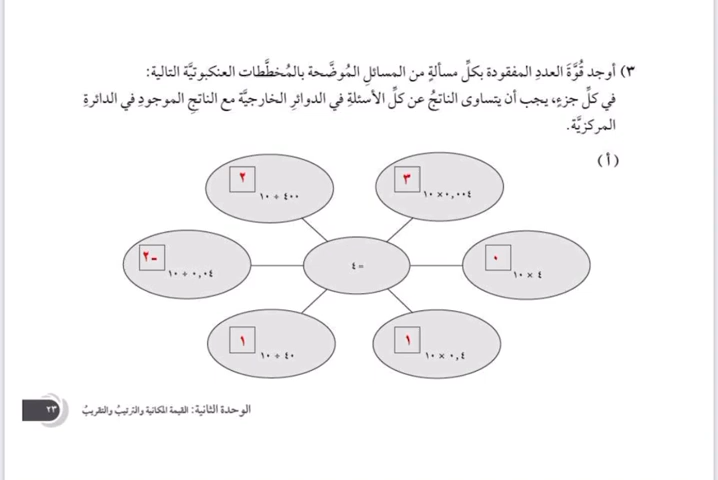 ٣) أوجد قُوَّةَ العددِ المفقودة بكلِّ مسألةٍ من المسائلِ المُوضَّحة بالمُخطَّطات العنكبوتيَّة التالية:
في كلِّ جزءٍ، يجب أن يتساوى الناتجُ عن كلِّ الأسئلةِ في الدوائرِ الخارجيَّة مع الناتجِ الموجودِ في الدائرةِ
المركزيَّة.
(أ)
٣
٠,٠٠٤ × ١٠
٢
٤٠٠ ÷ ١٠
٠
٤ × ١٠
= ٤
-٢
٠,٠٤ ÷ ١٠
١
٠,٤ × ١٠
١
٤٠ ÷ ١٠
الوحدة الثانية: القيمة المكانية والترتيبُ والتقريبُ
٢٣